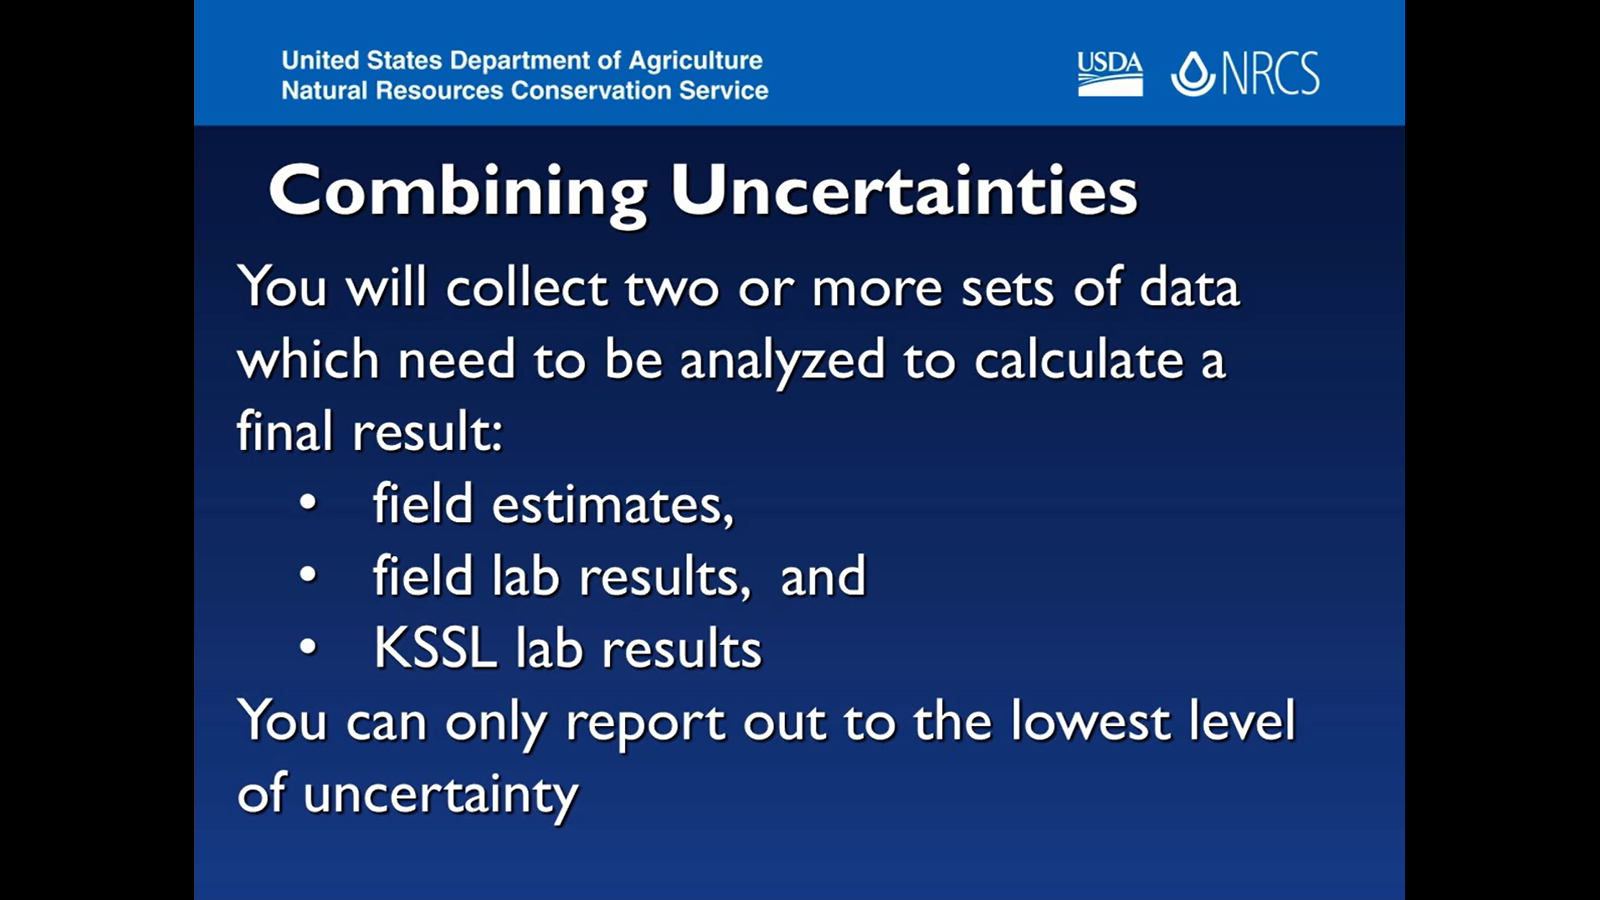 United States Department of Agriculture
Natural Resources Conservation Service
USDA
NRCS
Combining Uncertainties
You will collect two or more sets of data
which need to be analyzed to calculate a
final result:
• field estimates,
• field lab results, and
• KSSL lab results
You can only report out to the lowest level
of uncertainty